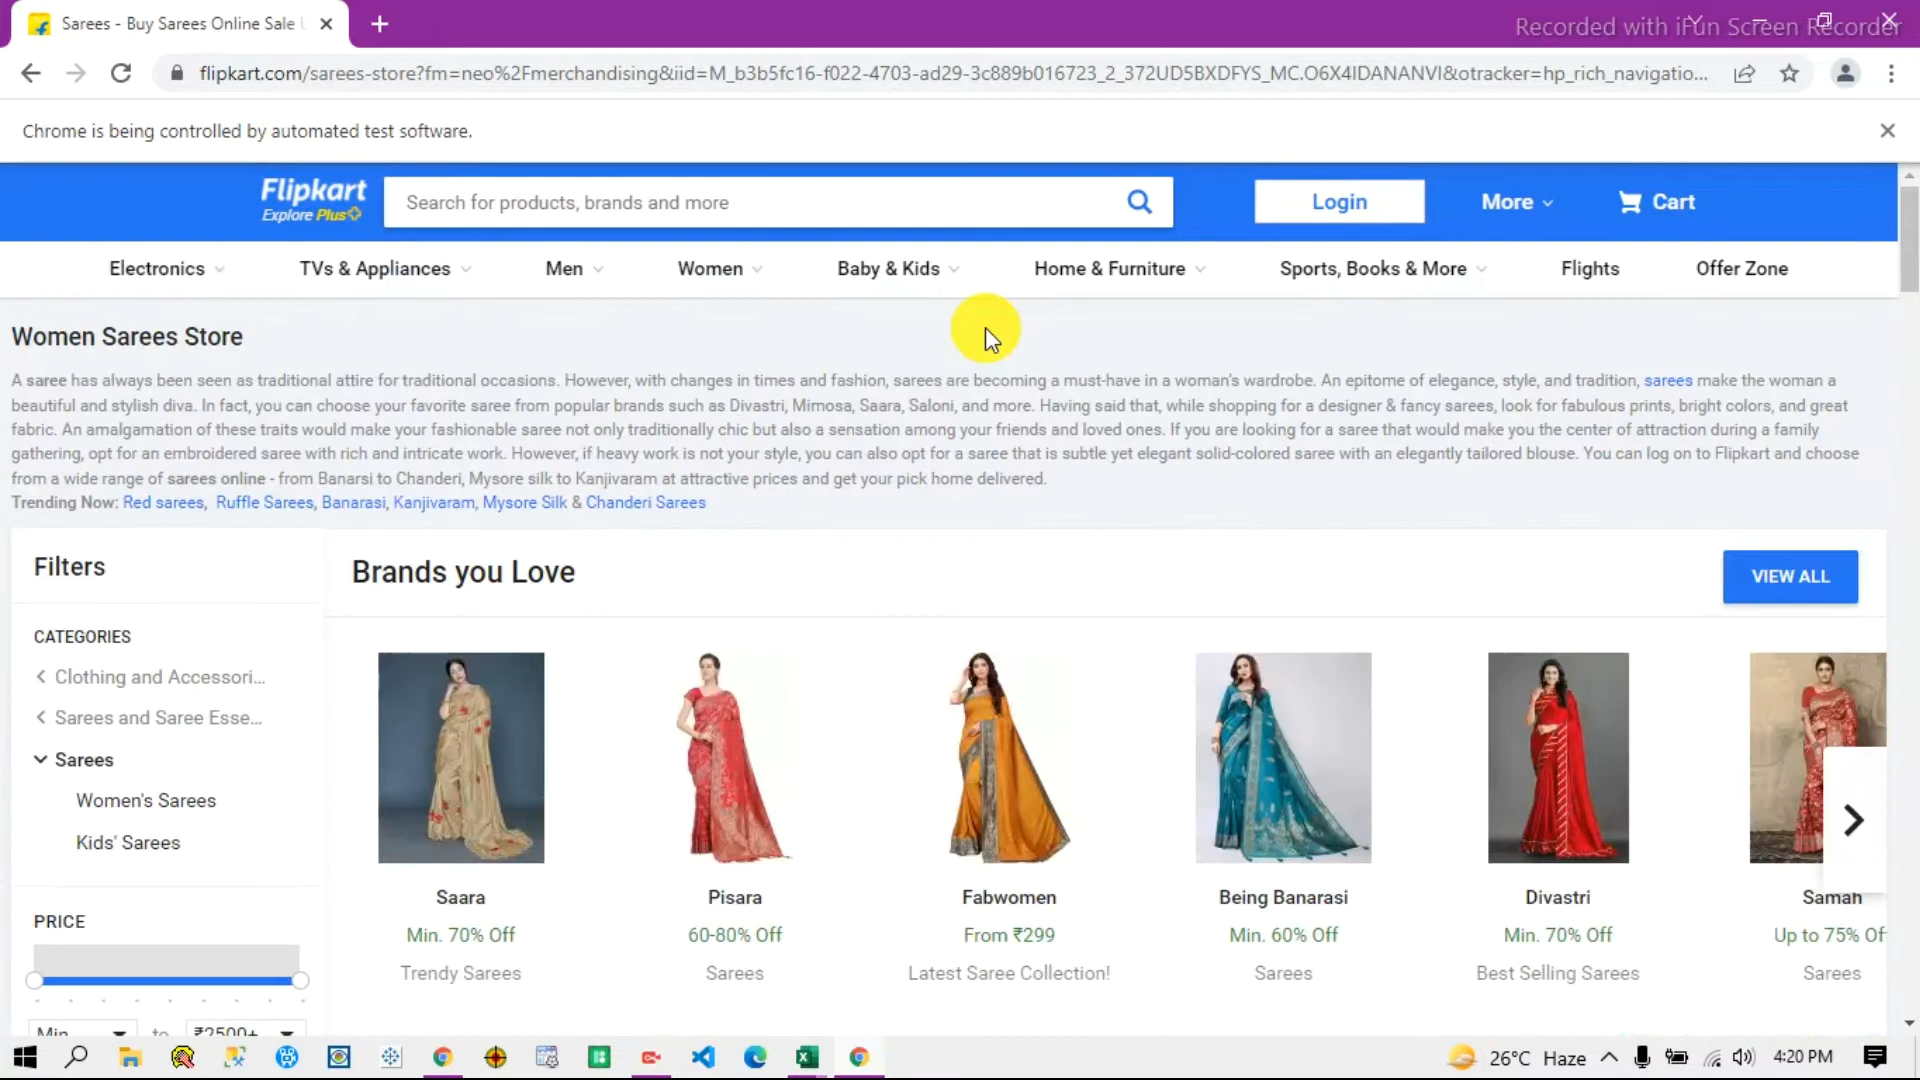 Sarees - Buy Sarees Online Sale
Recorded with iFun Screen Recorder
flipkart.com/sarees-store?fm=neo%2Fmerchandising&iid=M_b3b5fc16-f022-4703-ad29-3c889b016723_2_372UD5BXDFYS_MC.O6X4IDANANVI&otracker=hp_rich_navigatio...
Chrome is being controlled by automated test software.
Flipkart
Explore Plus
Search for products, brands and more
Login
More
Cart
Electronics
TVs & Appliances
Men
Women
Baby & Kids
Home & Furniture
Sports, Books & More
Flights
Offer Zone
Women Sarees Store
A saree has always been seen as traditional attire for traditional occasions. However, with changes in times and fashion, sarees are becoming a must-have in a woman's wardrobe. An epitome of elegance, style, and tradition, sarees make the woman a
beautiful and stylish diva. In fact, you can choose your favorite saree from popular brands such as Divastri, Mimosa, Saara, Saloni, and more. Having said that, while shopping for a designer & fancy sarees, look for fabulous prints, bright colors, and great
fabric. An amalgamation of these traits would make your fashionable saree not only traditionally chic but also a sensation among your friends and loved ones. If you are looking for a saree that would make you the center of attraction during a family
gathering, opt for an embroidered saree with rich and intricate work. However, if heavy work is not your style, you can also opt for a saree that is subtle yet elegant solid-colored saree with an elegantly tailored blouse. You can log on to Flipkart and choose
from a wide range of sarees online - from Banarsi to Chanderi, Mysore silk to Kanjivaram at attractive prices and get your pick home delivered.
Trending Now: Red sarees, Ruffle Sarees, Banarasi, Kanjivaram, Mysore Silk & Chanderi Sarees
Filters
Brands you Love
VIEW ALL
CATEGORIES
Clothing and Accessori...
Sarees and Saree Esse...
Sarees
Women's Sarees
Kids' Sarees
PRICE
Min to ₹2500+
Saara
Min. 70% Off
Trendy Sarees
Pisara
60-80% Off
Sarees
Fabwomen
From ₹299
Latest Saree Collection!
Being Banarasi
Min. 60% Off
Sarees
Divastri
Min. 70% Off
Best Selling Sarees
Samah
Up to 75% Of
Sarees
26°C Haze
4:20 PM